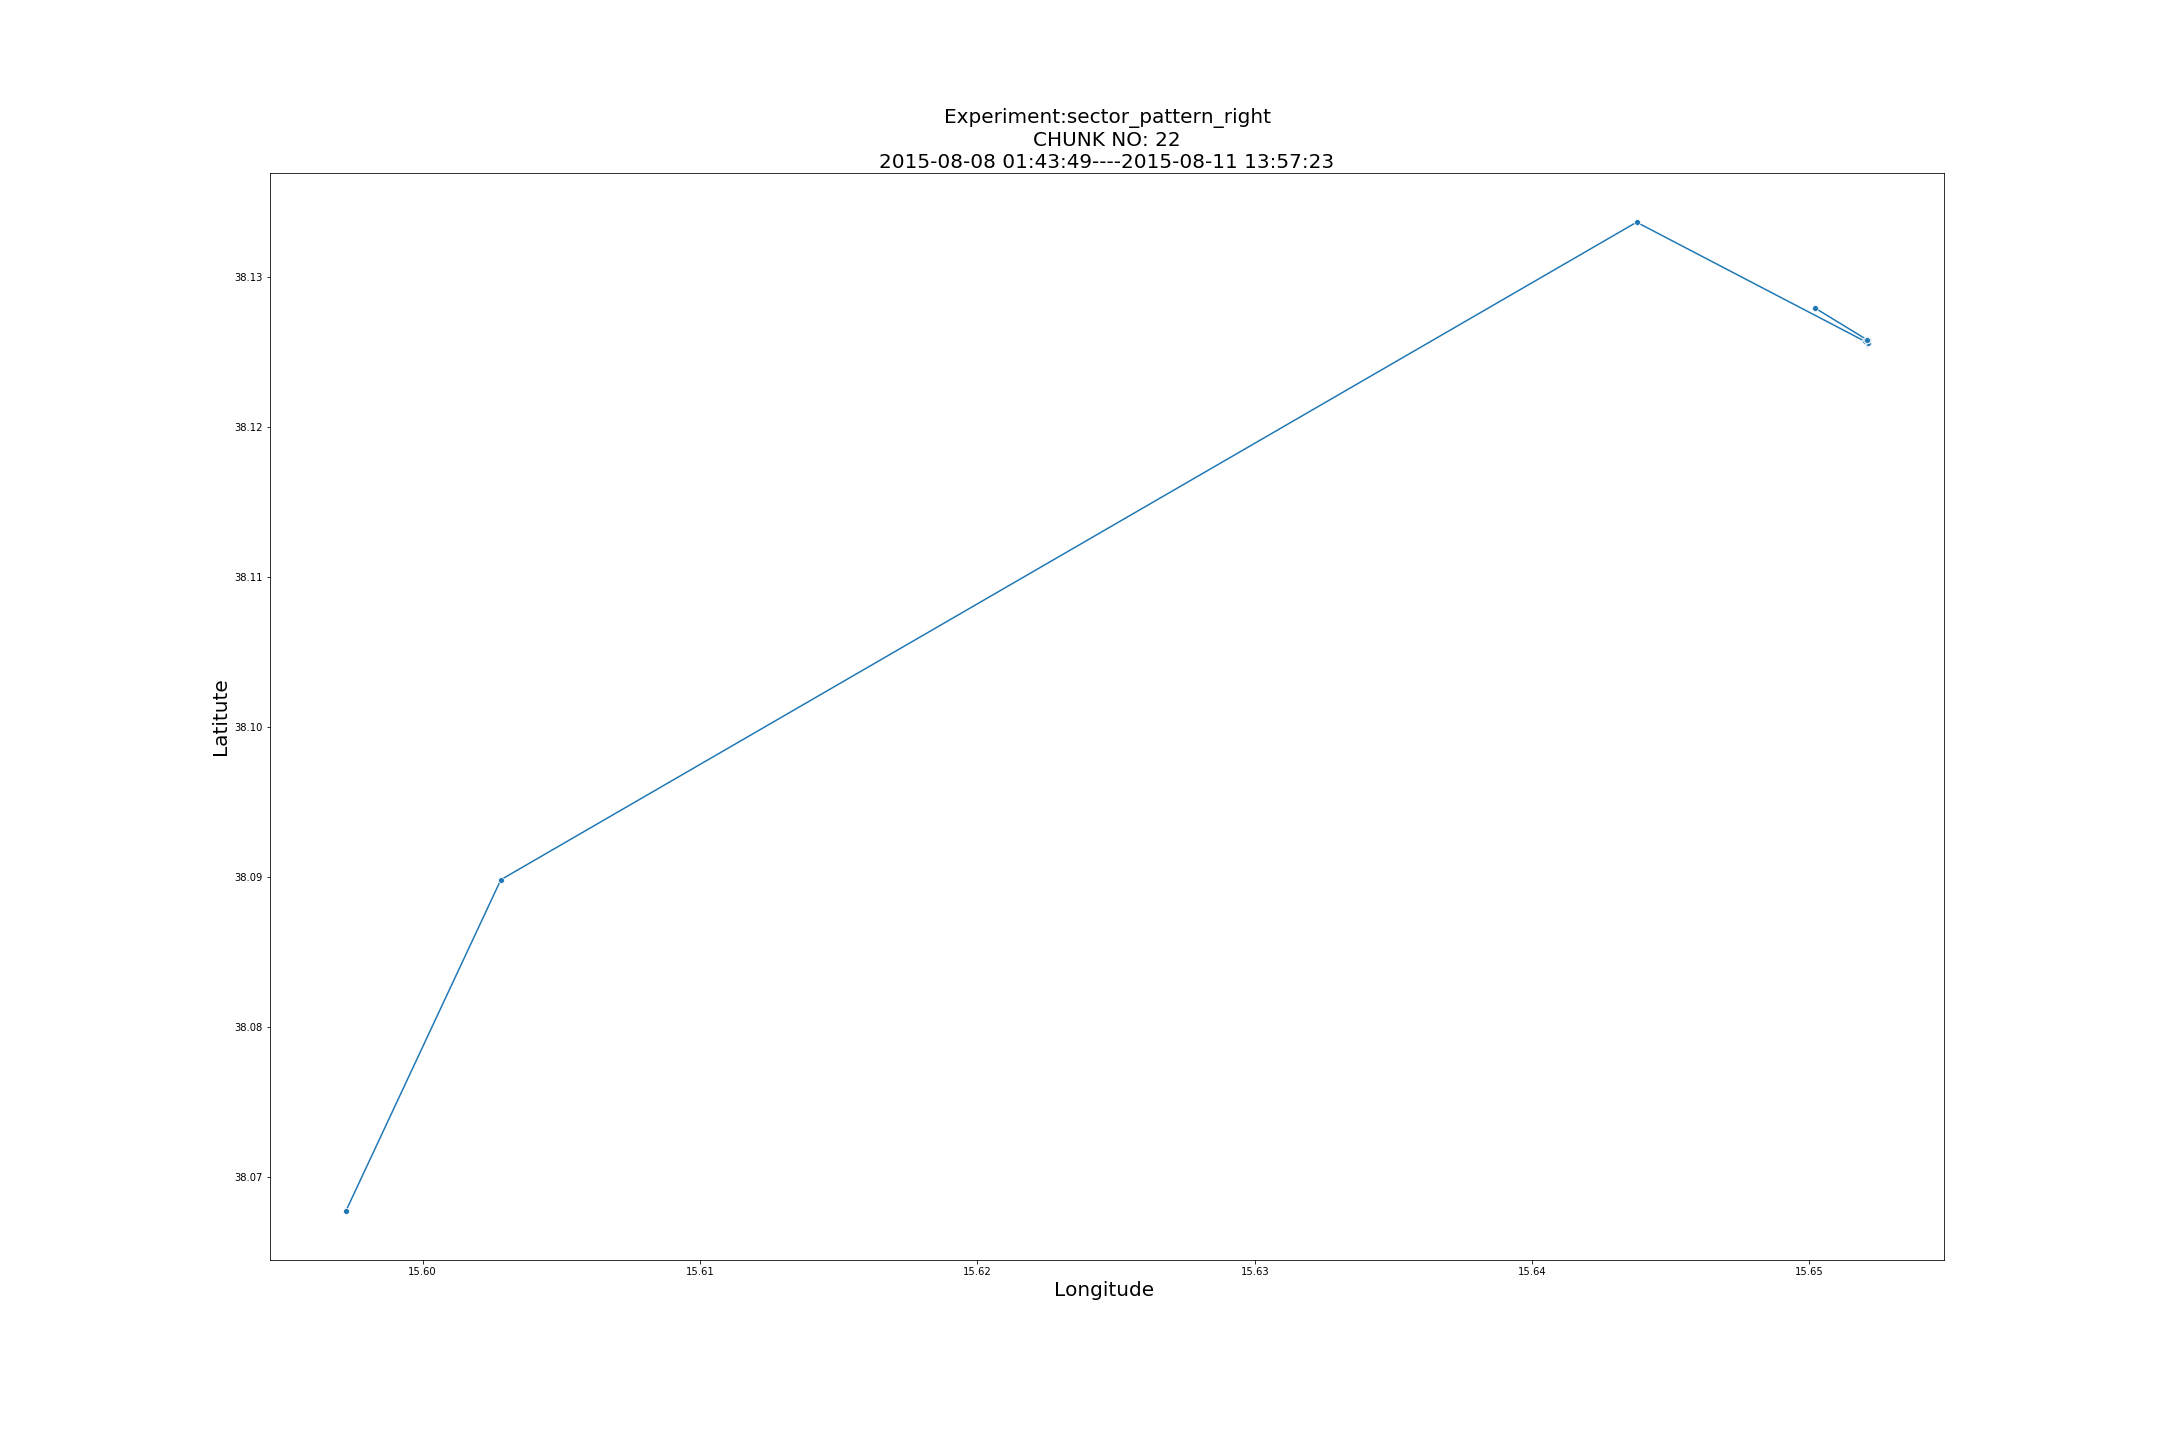 Experiment:sector_pattern_right
CHUNK NO: 22
2015-08-08 01:43:49----2015-08-11 13:57:23
Latitute
38.13
38.12
38.11
38.10
38.09
38.08
38.07
15.60 15.61 15.62 15.63 15.64 15.65
Longitude